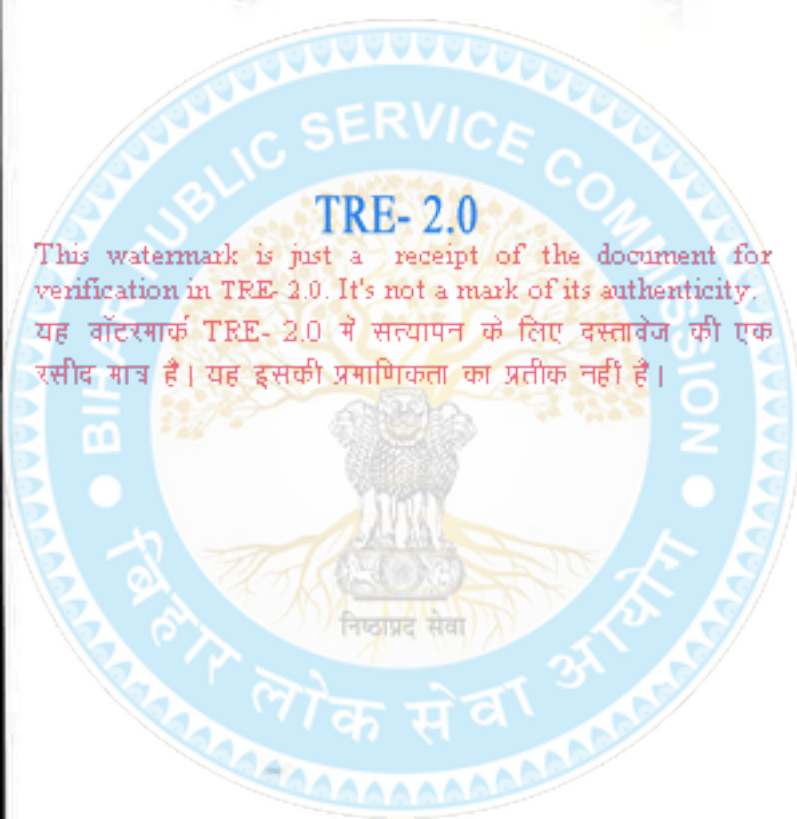 BIHAR PUBLIC SERVICE COMMISSION
TRE- 2.0
This watermark is just a receipt of the document for
verification in TRE- 2.0. It's not a mark of its authenticity.
यह वॉटरमार्क TRE- 2.0 में सत्यापन के लिए दस्तावेज की एक
रसीद मात्र है। यह इसकी प्रमाणिकता का प्रतीक नहीं है।
निष्ठाप्रद सेवा
बिहार लोक सेवा आयोग